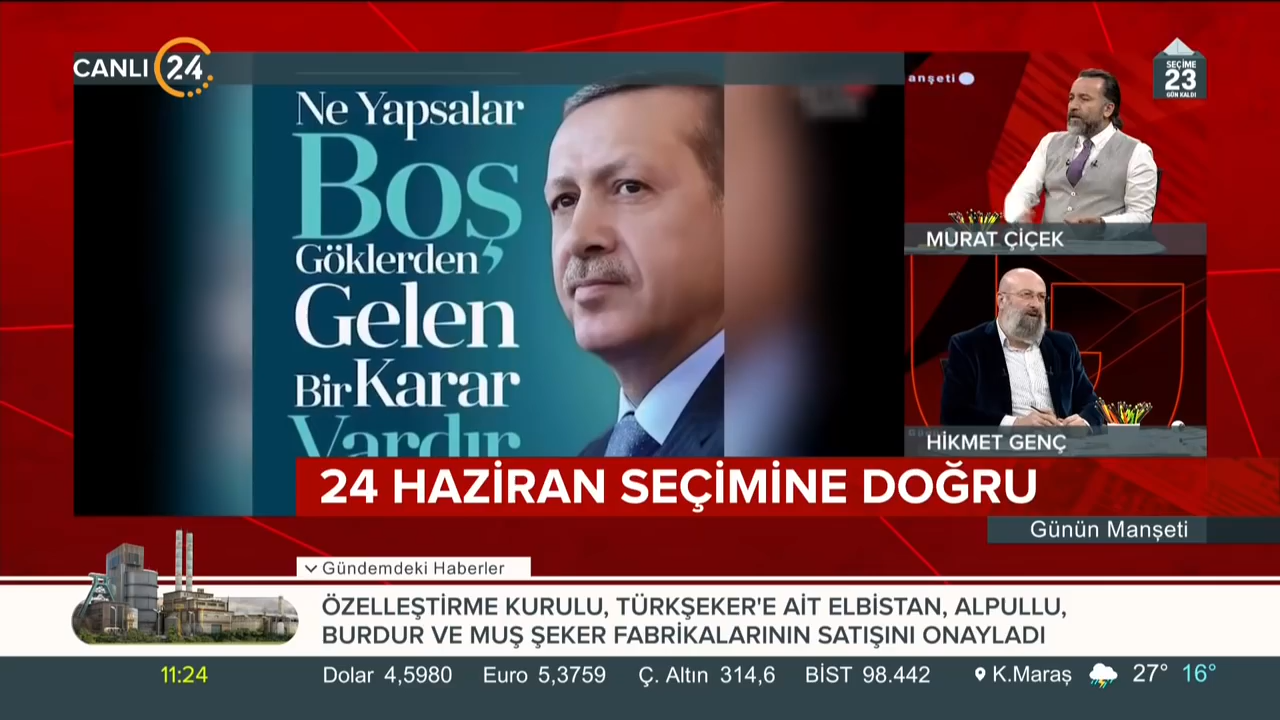 CANLI 24
SEÇİME
23
GÜN KALDI
Ne Yapsalar
Boş
Göklerden
Gelen
Bir Karar
Vardır
anşeti
MURAT ÇİÇEK
HİKMET GENÇ
24 HAZİRAN SEÇİMİNE DOĞRU
Günün Manşeti
Gündemdeki Haberler
ÖZELLEŞTİRME KURULU, TÜRKŞEKER'E AİT ELBİSTAN, ALPULLU,
BURDUR VE MUŞ ŞEKER FABRİKALARININ SATIŞINI ONAYLADI
11:24 Dolar 4,5980 Euro 5,3759 Ç. Altın 314,6 BİST 98.442 K.Maraş 27° 16°